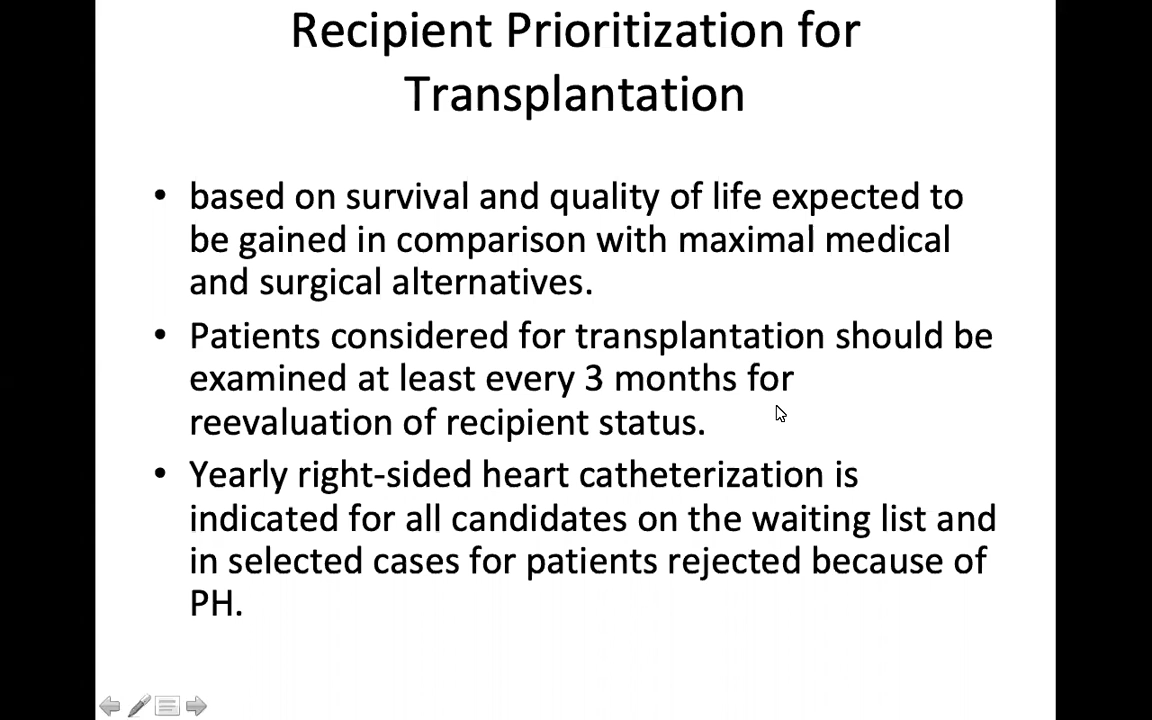 Recipient Prioritization for
Transplantation
• based on survival and quality of life expected to
be gained in comparison with maximal medical
and surgical alternatives.
• Patients considered for transplantation should be
examined at least every 3 months for
reevaluation of recipient status.
• Yearly right-sided heart catheterization is
indicated for all candidates on the waiting list and
in selected cases for patients rejected because of
PH.